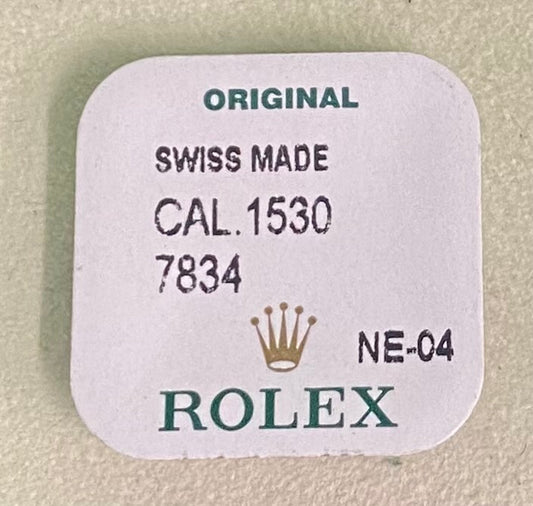 ORIGINAL
SWISS MADE
CAL.1530
7834
NE-04
ROLEX